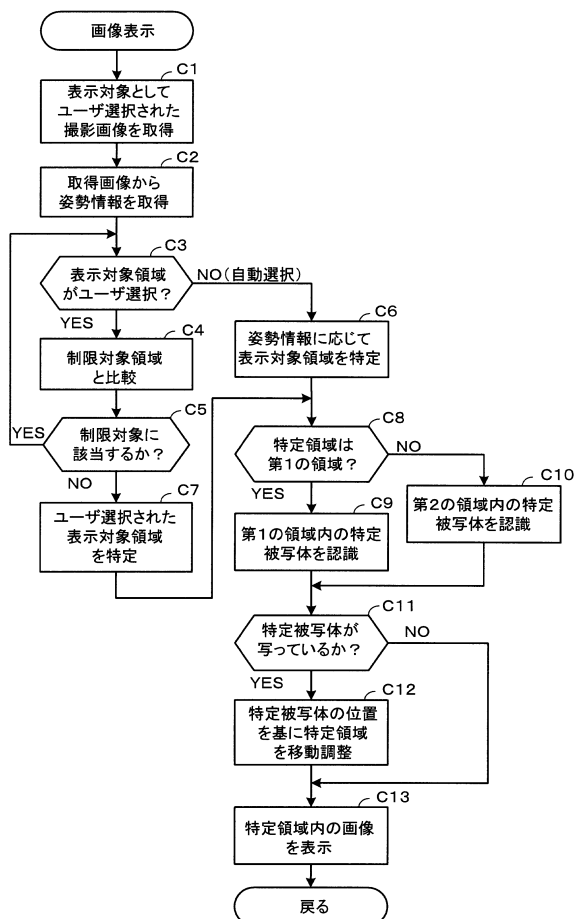 画像表示
C1
表示対象として
ユーザ選択された
撮影画像を取得
C2
取得画像から
姿勢情報を取得
C3
表示対象領域
がユーザ選択？
NO(自動選択)
YES
C4
制限対象領域
と比較
C5
制限対象に
該当するか？
YES
NO
C7
ユーザ選択された
表示対象領域
を特定
C6
姿勢情報に応じて
表示対象領域を特定
C8
特定領域は
第1の領域？
NO
YES
C9
第1の領域内の特定
被写体を認識
C10
第2の領域内の特定
被写体を認識
C11
特定被写体が
写っているか？
NO
YES
C12
特定被写体の位置
を基に特定領域
を移動調整
C13
特定領域内の画像
を表示
戻る